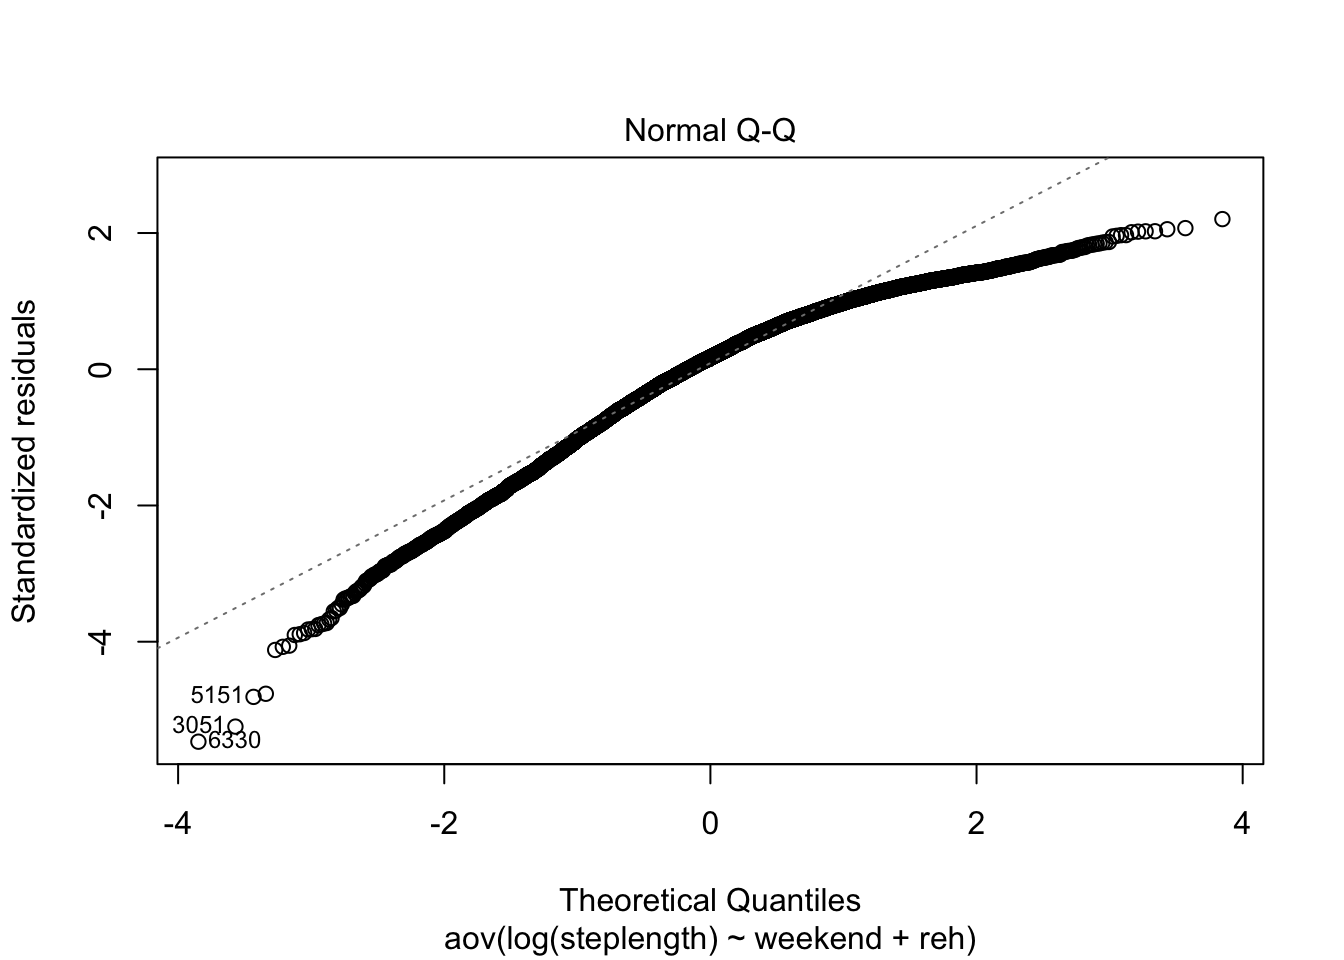 Normal Q-Q
Standardized residuals
2
0
-2
-4
5151
3051
6330
-4 -2 0 2 4
Theoretical Quantiles
aov(log(steplength) ~ weekend + reh)